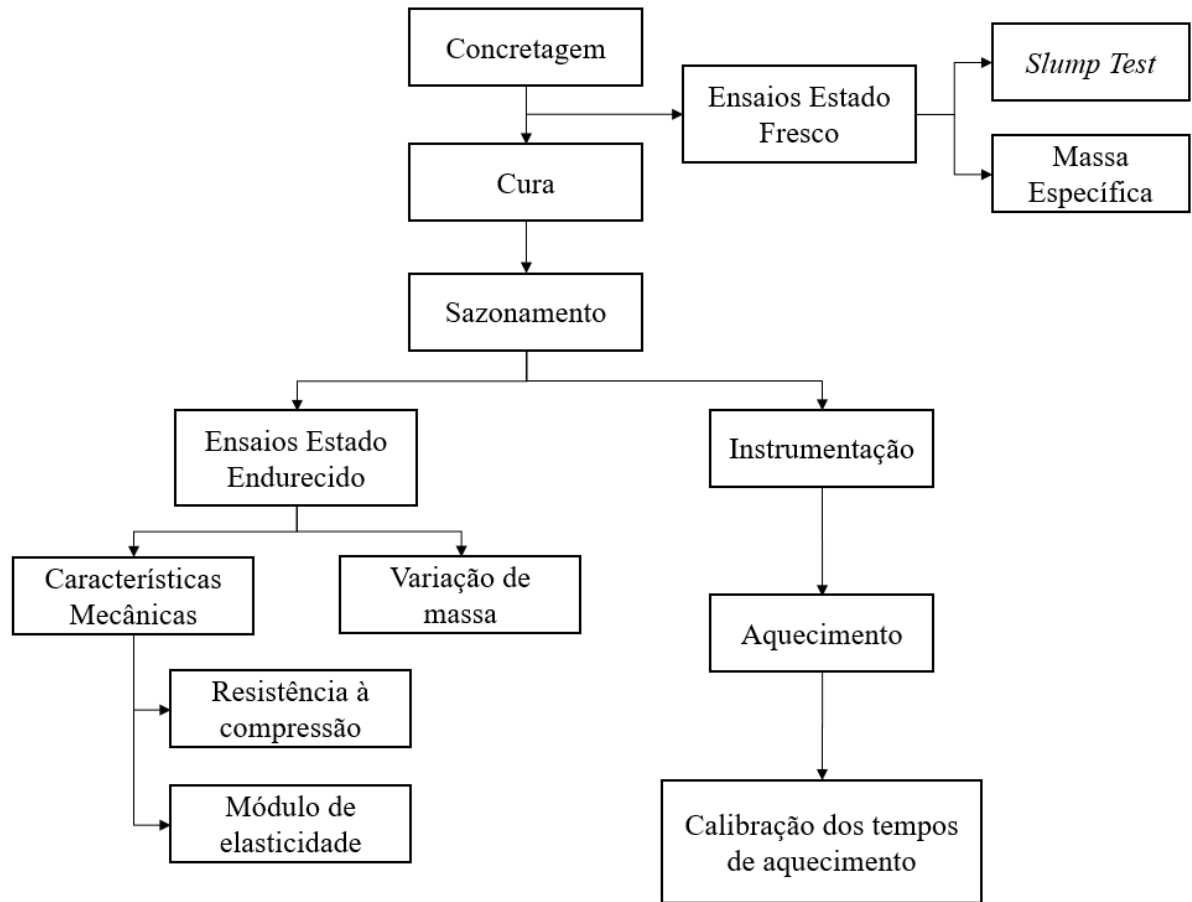 Concretagem
Ensaios Estado
Fresco
Slump Test
Massa
Específica
Cura
Sazonamento
Ensaios Estado
Endurecido
Instrumentação
Característícas
Mecânicas
Variação de
massa
Aquecimento
Resistência à
compressão
Módulo de
elasticidade
Calibração dos tempos
de aquecimento